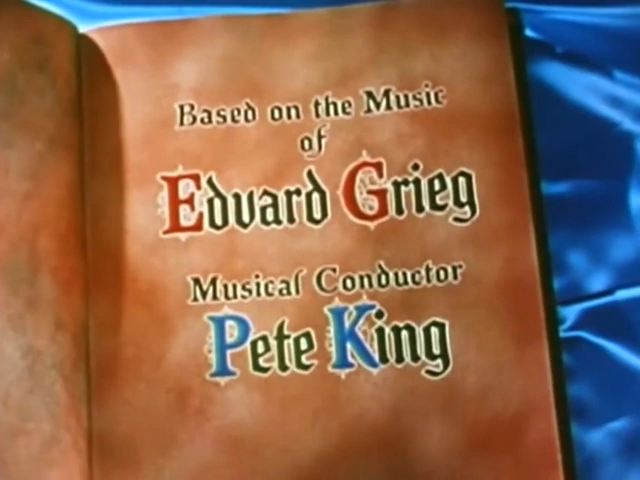 Based on the Music
of
Edvard Grieg
Musical Conductor
Pete King